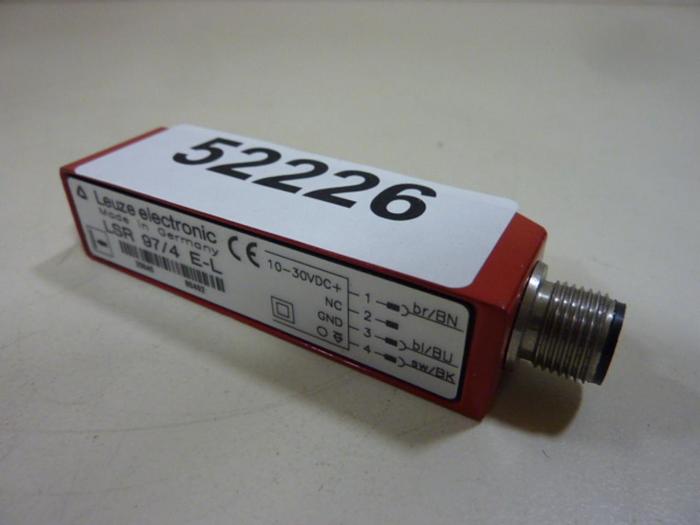 52226
Leuze electronic
Made in Germany
LSR 97/4 E-L
CE
10-30VDC+
NC
GND
1
2
3
4
br/BN
bl/BU
sw/BK